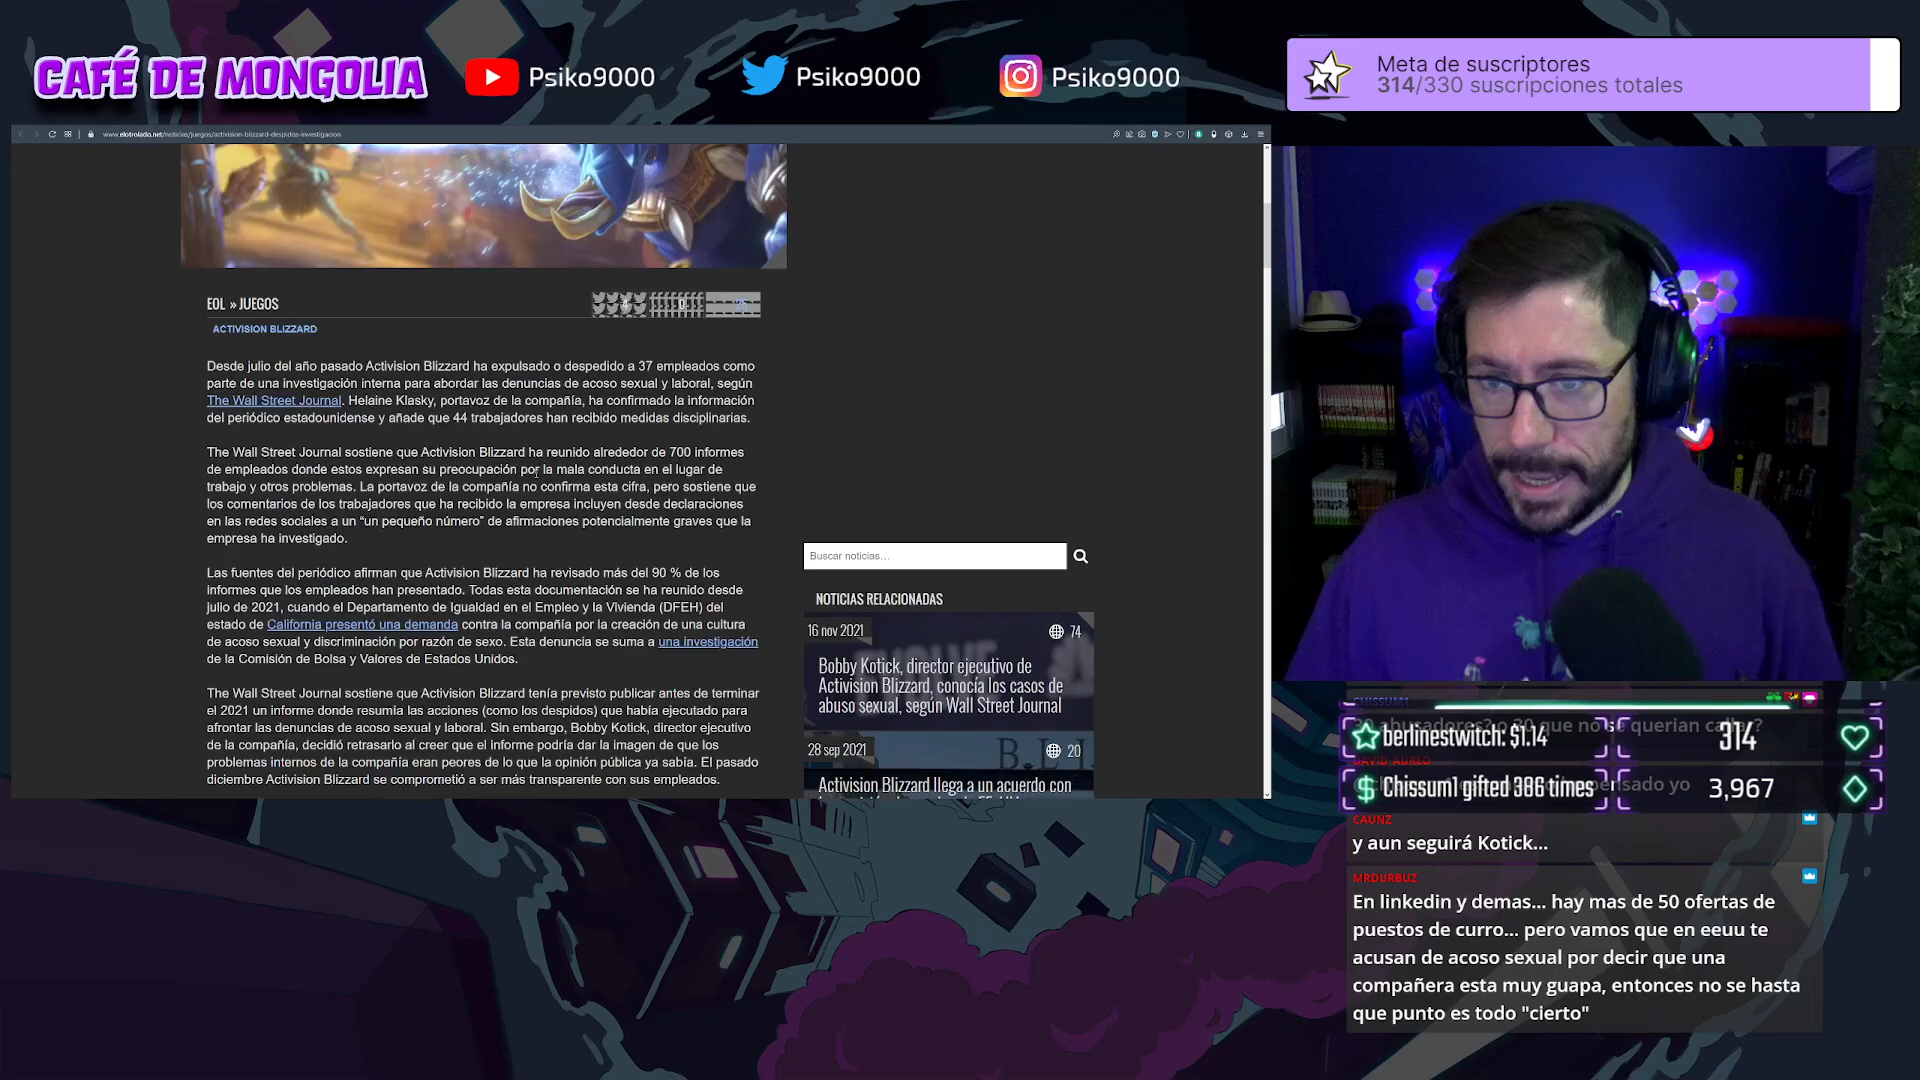 CAFÉ DE MONGOLIA
Psiko9000
Psiko9000
Psiko9000
Meta de suscriptores
314/330 suscripciones totales
www.elotrolado.net/noticias/juegos/activision-blizzard-despidos-investigacion
EOL » JUEGOS
4
0
ACTIVISION BLIZZARD
Desde julio del año pasado Activision Blizzard ha expulsado o despedido a 37 empleados como
parte de una investigación interna para abordar las denuncias de acoso sexual y laboral, según
The Wall Street Journal. Helaine Klasky, portavoz de la compañía, ha confirmado la información
del periódico estadounidense y añade que 44 trabajadores han recibido medidas disciplinarias.
The Wall Street Journal sostiene que Activision Blizzard ha reunido alrededor de 700 informes
de empleados donde estos expresan su preocupación por la mala conducta en el lugar de
trabajo y otros problemas. La portavoz de la compañía no confirma esta cifra, pero sostiene que
los comentarios de los trabajadores que ha recibido la empresa incluyen desde declaraciones
en las redes sociales a un “un pequeño número” de afirmaciones potencialmente graves que la
empresa ha investigado.
Las fuentes del periódico afirman que Activision Blizzard ha revisado más del 90 % de los
informes que los empleados han presentado. Todas esta documentación se ha reunido desde
julio de 2021, cuando el Departamento de Igualdad en el Empleo y la Vivienda (DFEH) del
estado de California presentó una demanda contra la compañía por la creación de una cultura
de acoso sexual y discriminación por razón de sexo. Esta denuncia se suma a una investigación
de la Comisión de Bolsa y Valores de Estados Unidos.
The Wall Street Journal sostiene que Activision Blizzard tenía previsto publicar antes de terminar
el 2021 un informe donde resumía las acciones (como los despidos) que había ejecutado para
afrontar las denuncias de acoso sexual y laboral. Sin embargo, Bobby Kotick, director ejecutivo
de la compañía, decidió retrasarlo al creer que el informe podría dar la imagen de que los
problemas internos de la compañía eran peores de lo que la opinión pública ya sabía. El pasado
diciembre Activision Blizzard se comprometió a ser más transparente con sus empleados.
Buscar noticias...
NOTICIAS RELACIONADAS
16 nov 2021
74
Bobby Kotick, director ejecutivo de
Activision Blizzard, conocía los casos de
abuso sexual, según Wall Street Journal
28 sep 2021
20
Activision Blizzard llega a un acuerdo con
CHISSUM1
abusadores? o 30 que no se querian
berlinestwitch: $1.14
314
DAVID_AUREO
Chissum1 gifted 386 times
yo
3,967
CAUNZ
y aun seguirá Kotick...
MRDURBUZ
En linkedin y demas... hay mas de 50 ofertas de
puestos de curro... pero vamos que en eeuu te
acusan de acoso sexual por decir que una
compañera esta muy guapa, entonces no se hasta
que punto es todo "cierto"